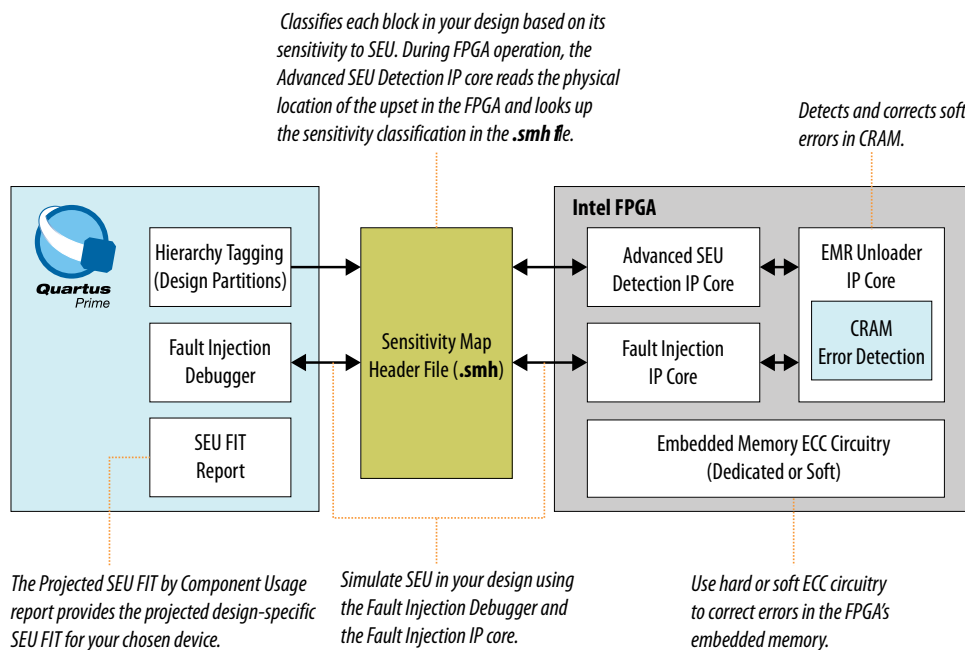 Classifies each block in your design based on its
sensitivity to SEU. During FPGA operation, the
Advanced SEU Detection IP core reads the physical
location of the upset in the FPGA and looks up
the sensitivity classification in the .smh file.
Detects and corrects soft
errors in CRAM.
Quartus
Prime
Hierarchy Tagging
(Design Partitions)
Fault Injection
Debugger
SEU FIT
Report
Sensitivity Map
Header File (.smh)
Intel FPGA
Advanced SEU
Detection IP Core
EMR Unloader
IP Core
CRAM
Error Detection
Fault Injection
IP Core
Embedded Memory ECC Circuitry
(Dedicated or Soft)
The Projected SEU FIT by Component Usage
report provides the projected design-specific
SEU FIT for your chosen device.
Simulate SEU in your design using
the Fault Injection Debugger and
the Fault Injection IP core.
Use hard or soft ECC circuitry
to correct errors in the FPGA's
embedded memory.